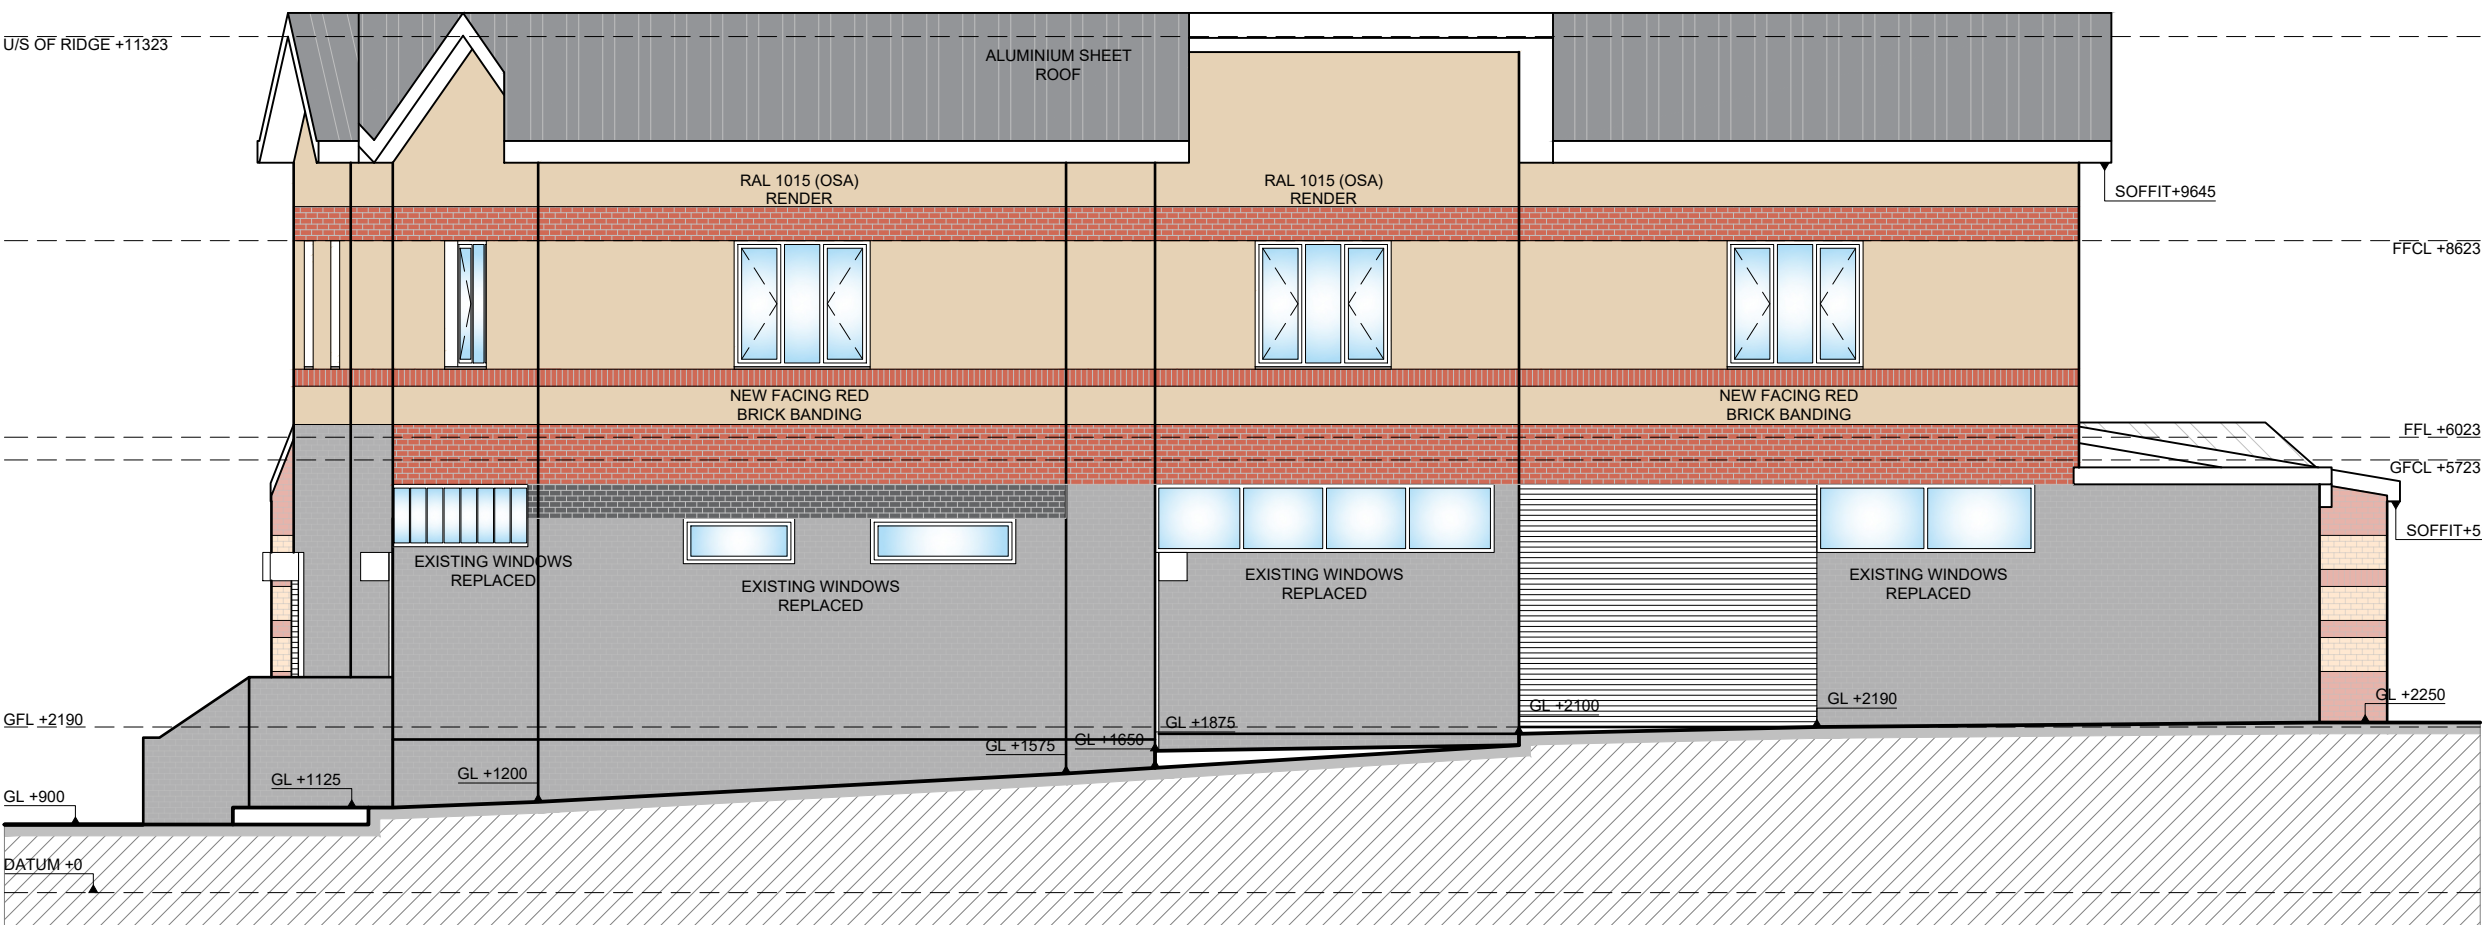 U/S OF RIDGE +11323
ALUMINIUM SHEET
ROOF
RAL 1015 (OSA)
RENDER
RAL 1015 (OSA)
RENDER
SOFFIT+9645
FFCL +8623
NEW FACING RED
BRICK BANDING
NEW FACING RED
BRICK BANDING
FFL +6023
GFCL +5723
SOFFIT+5
EXISTING WINDOWS
REPLACED
EXISTING WINDOWS
REPLACED
EXISTING WINDOWS
REPLACED
EXISTING WINDOWS
REPLACED
GL +2250
GL +2190
GL +2100
GFL +2190
GL +1875
GL +1650
GL +1575
GL +1200
GL +1125
GL +900
DATUM +0